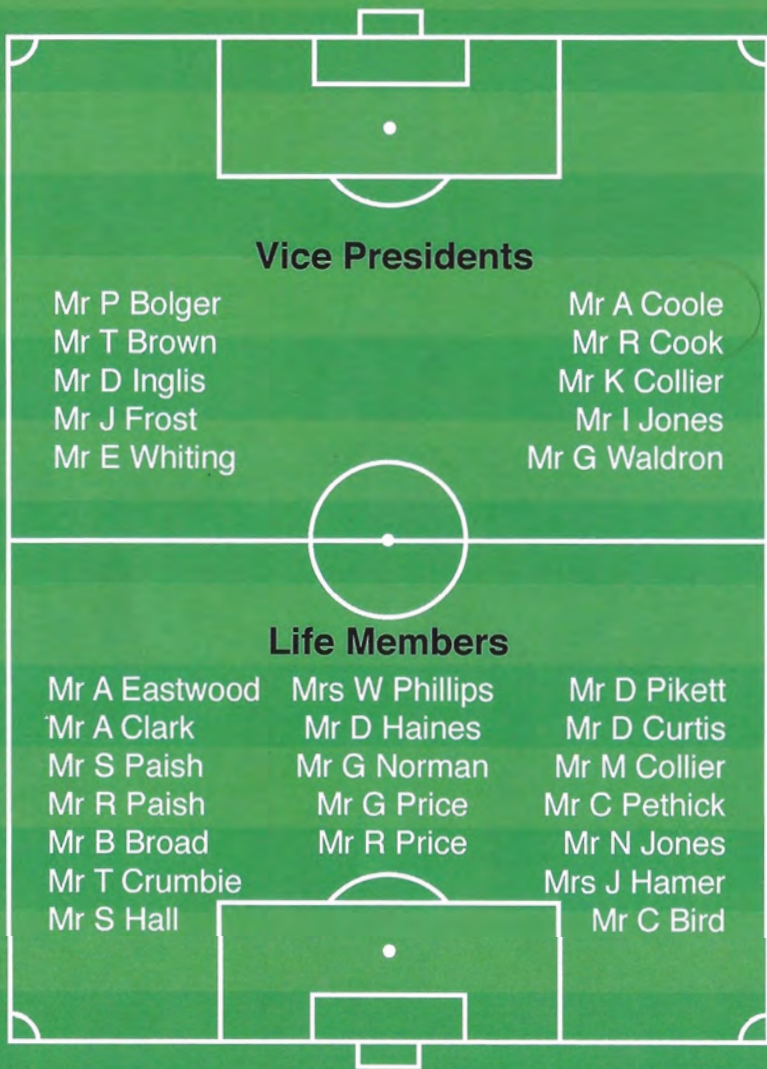 Vice Presidents
Mr P Bolger
Mr T Brown
Mr D Inglis
Mr J Frost
Mr E Whiting
Mr A Coole
Mr R Cook
Mr K Collier
Mr I Jones
Mr G Waldron
Life Members
Mr A Eastwood
Mr A Clark
Mr S Paish
Mr R Paish
Mr B Broad
Mr T Crumbie
Mr S Hall
Mrs W Phillips
Mr D Haines
Mr G Norman
Mr G Price
Mr R Price
Mr D Pikett
Mr D Curtis
Mr M Collier
Mr C Pethick
Mr N Jones
Mrs J Hamer
Mr C Bird